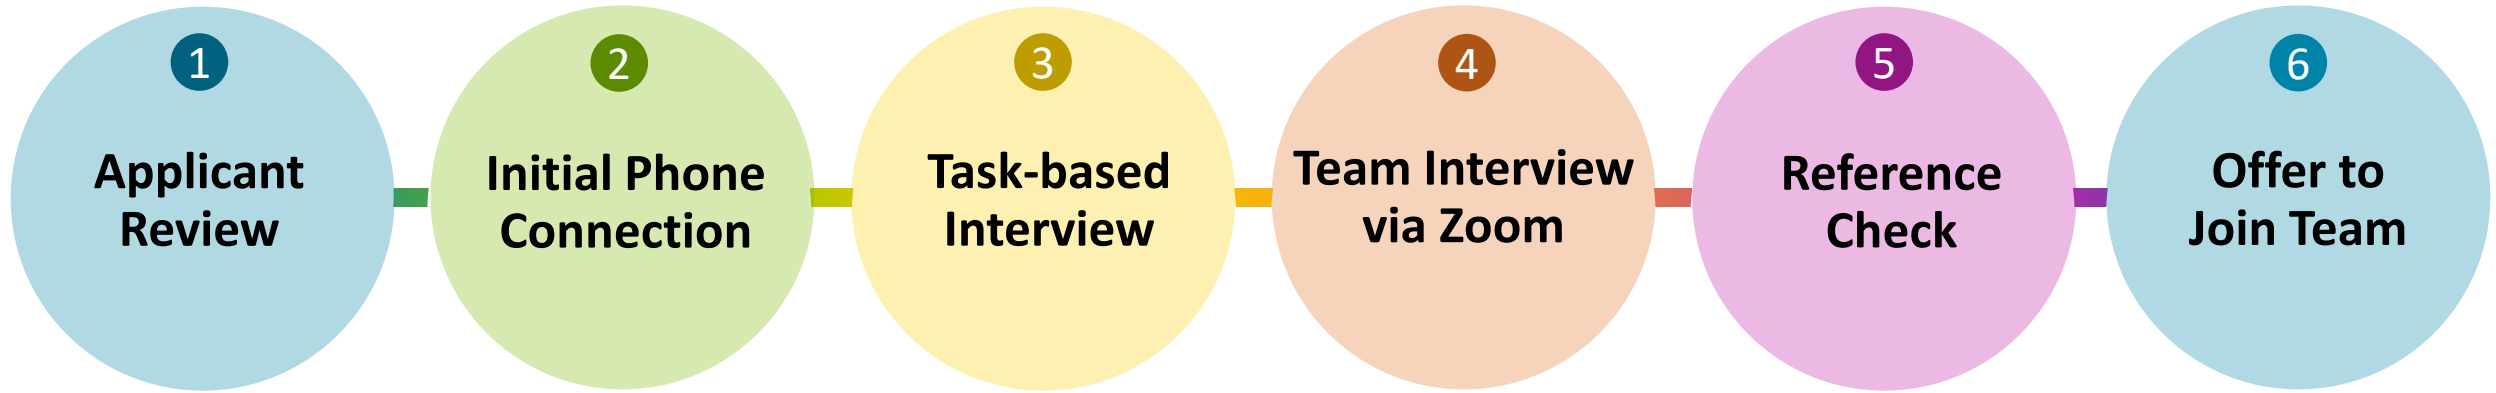 1
Applicant
Review
2
Initial Phone
Connection
3
Task-based
Interview
4
Team Interview
via Zoom
5
Reference
Check
6
Offer to
Join Team